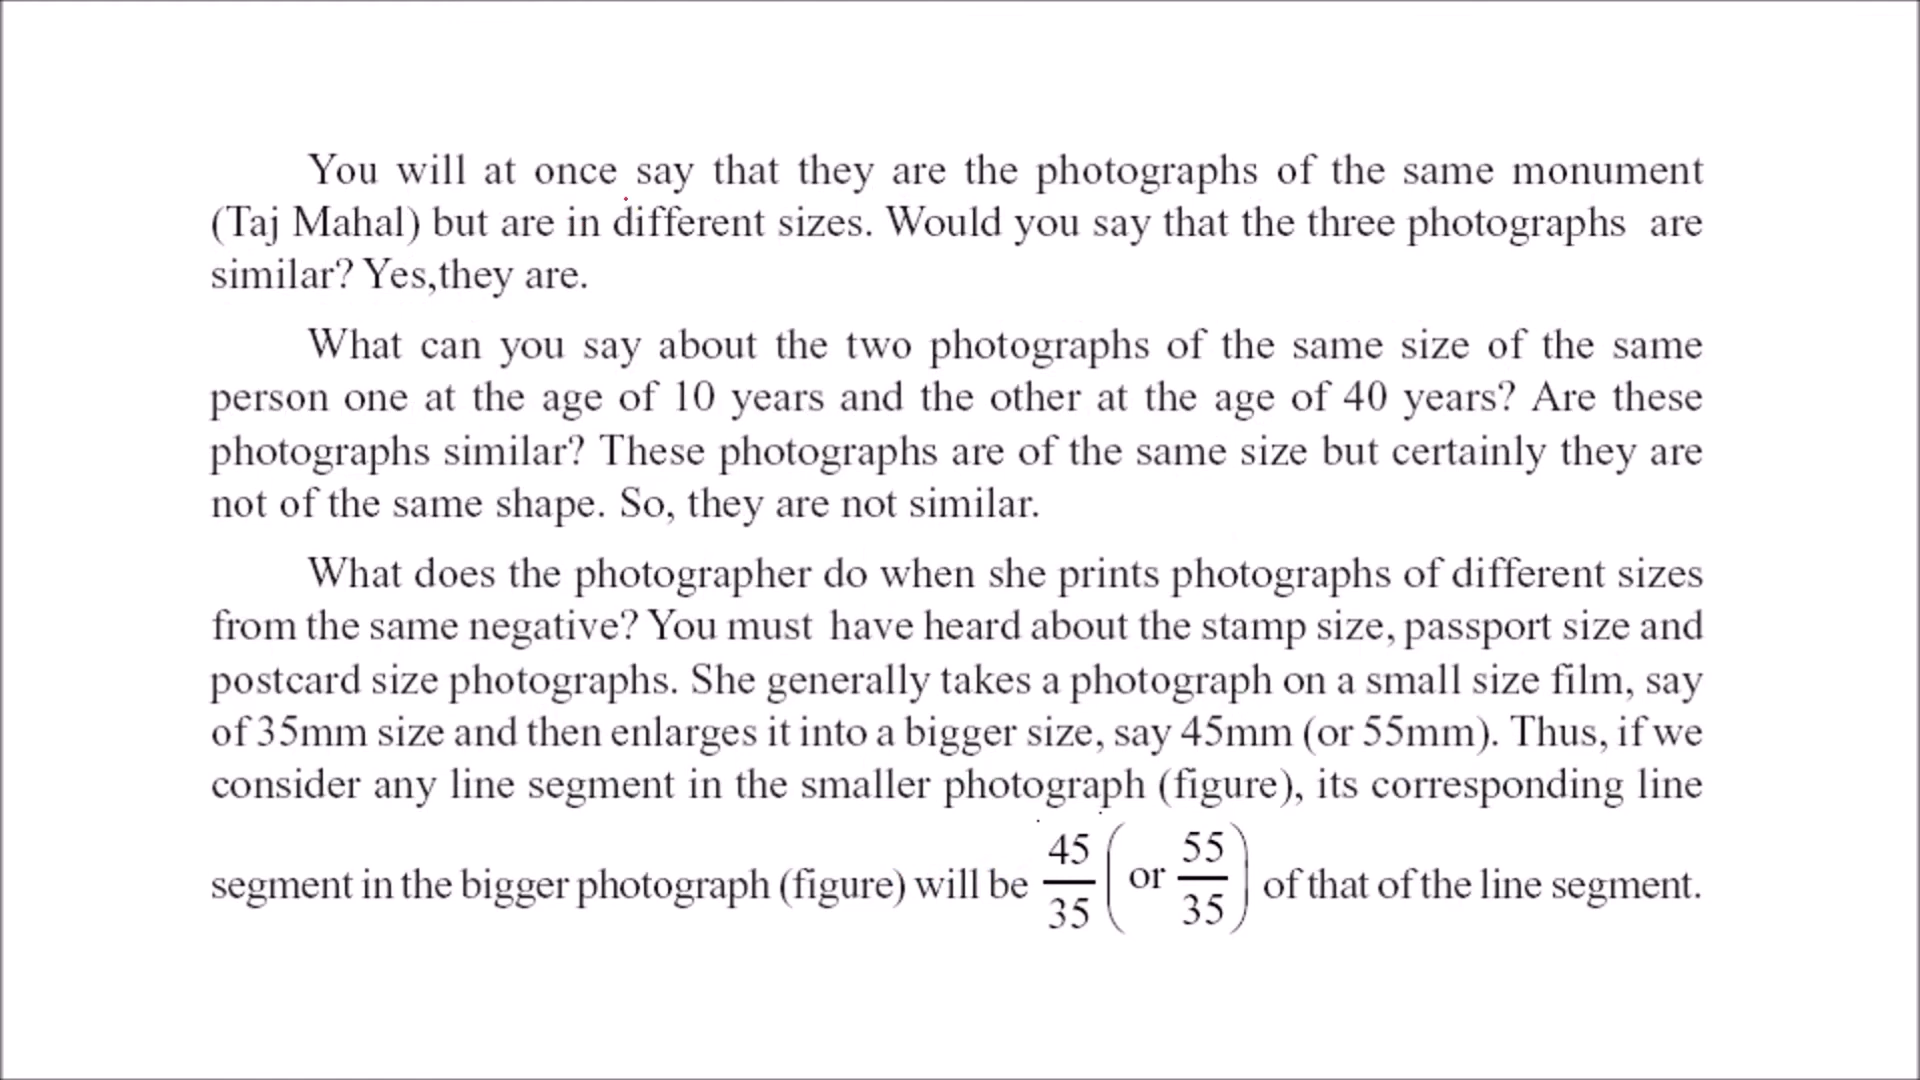 You will at once say that they are the photographs of the same monument
(Taj Mahal) but are in different sizes. Would you say that the three photographs are
similar? Yes,they are.
What can you say about the two photographs of the same size of the same
person one at the age of 10 years and the other at the age of 40 years? Are these
photographs similar? These photographs are of the same size but certainly they are
not of the same shape. So, they are not similar.
What does the photographer do when she prints photographs of different sizes
from the same negative? You must have heard about the stamp size, passport size and
postcard size photographs. She generally takes a photograph on a small size film, say
of 35mm size and then enlarges it into a bigger size, say 45mm (or 55mm). Thus, if we
consider any line segment in the smaller photograph (figure), its corresponding line
segment in the bigger photograph (figure) will be 45/35 (or 55/35) of that of the line segment.